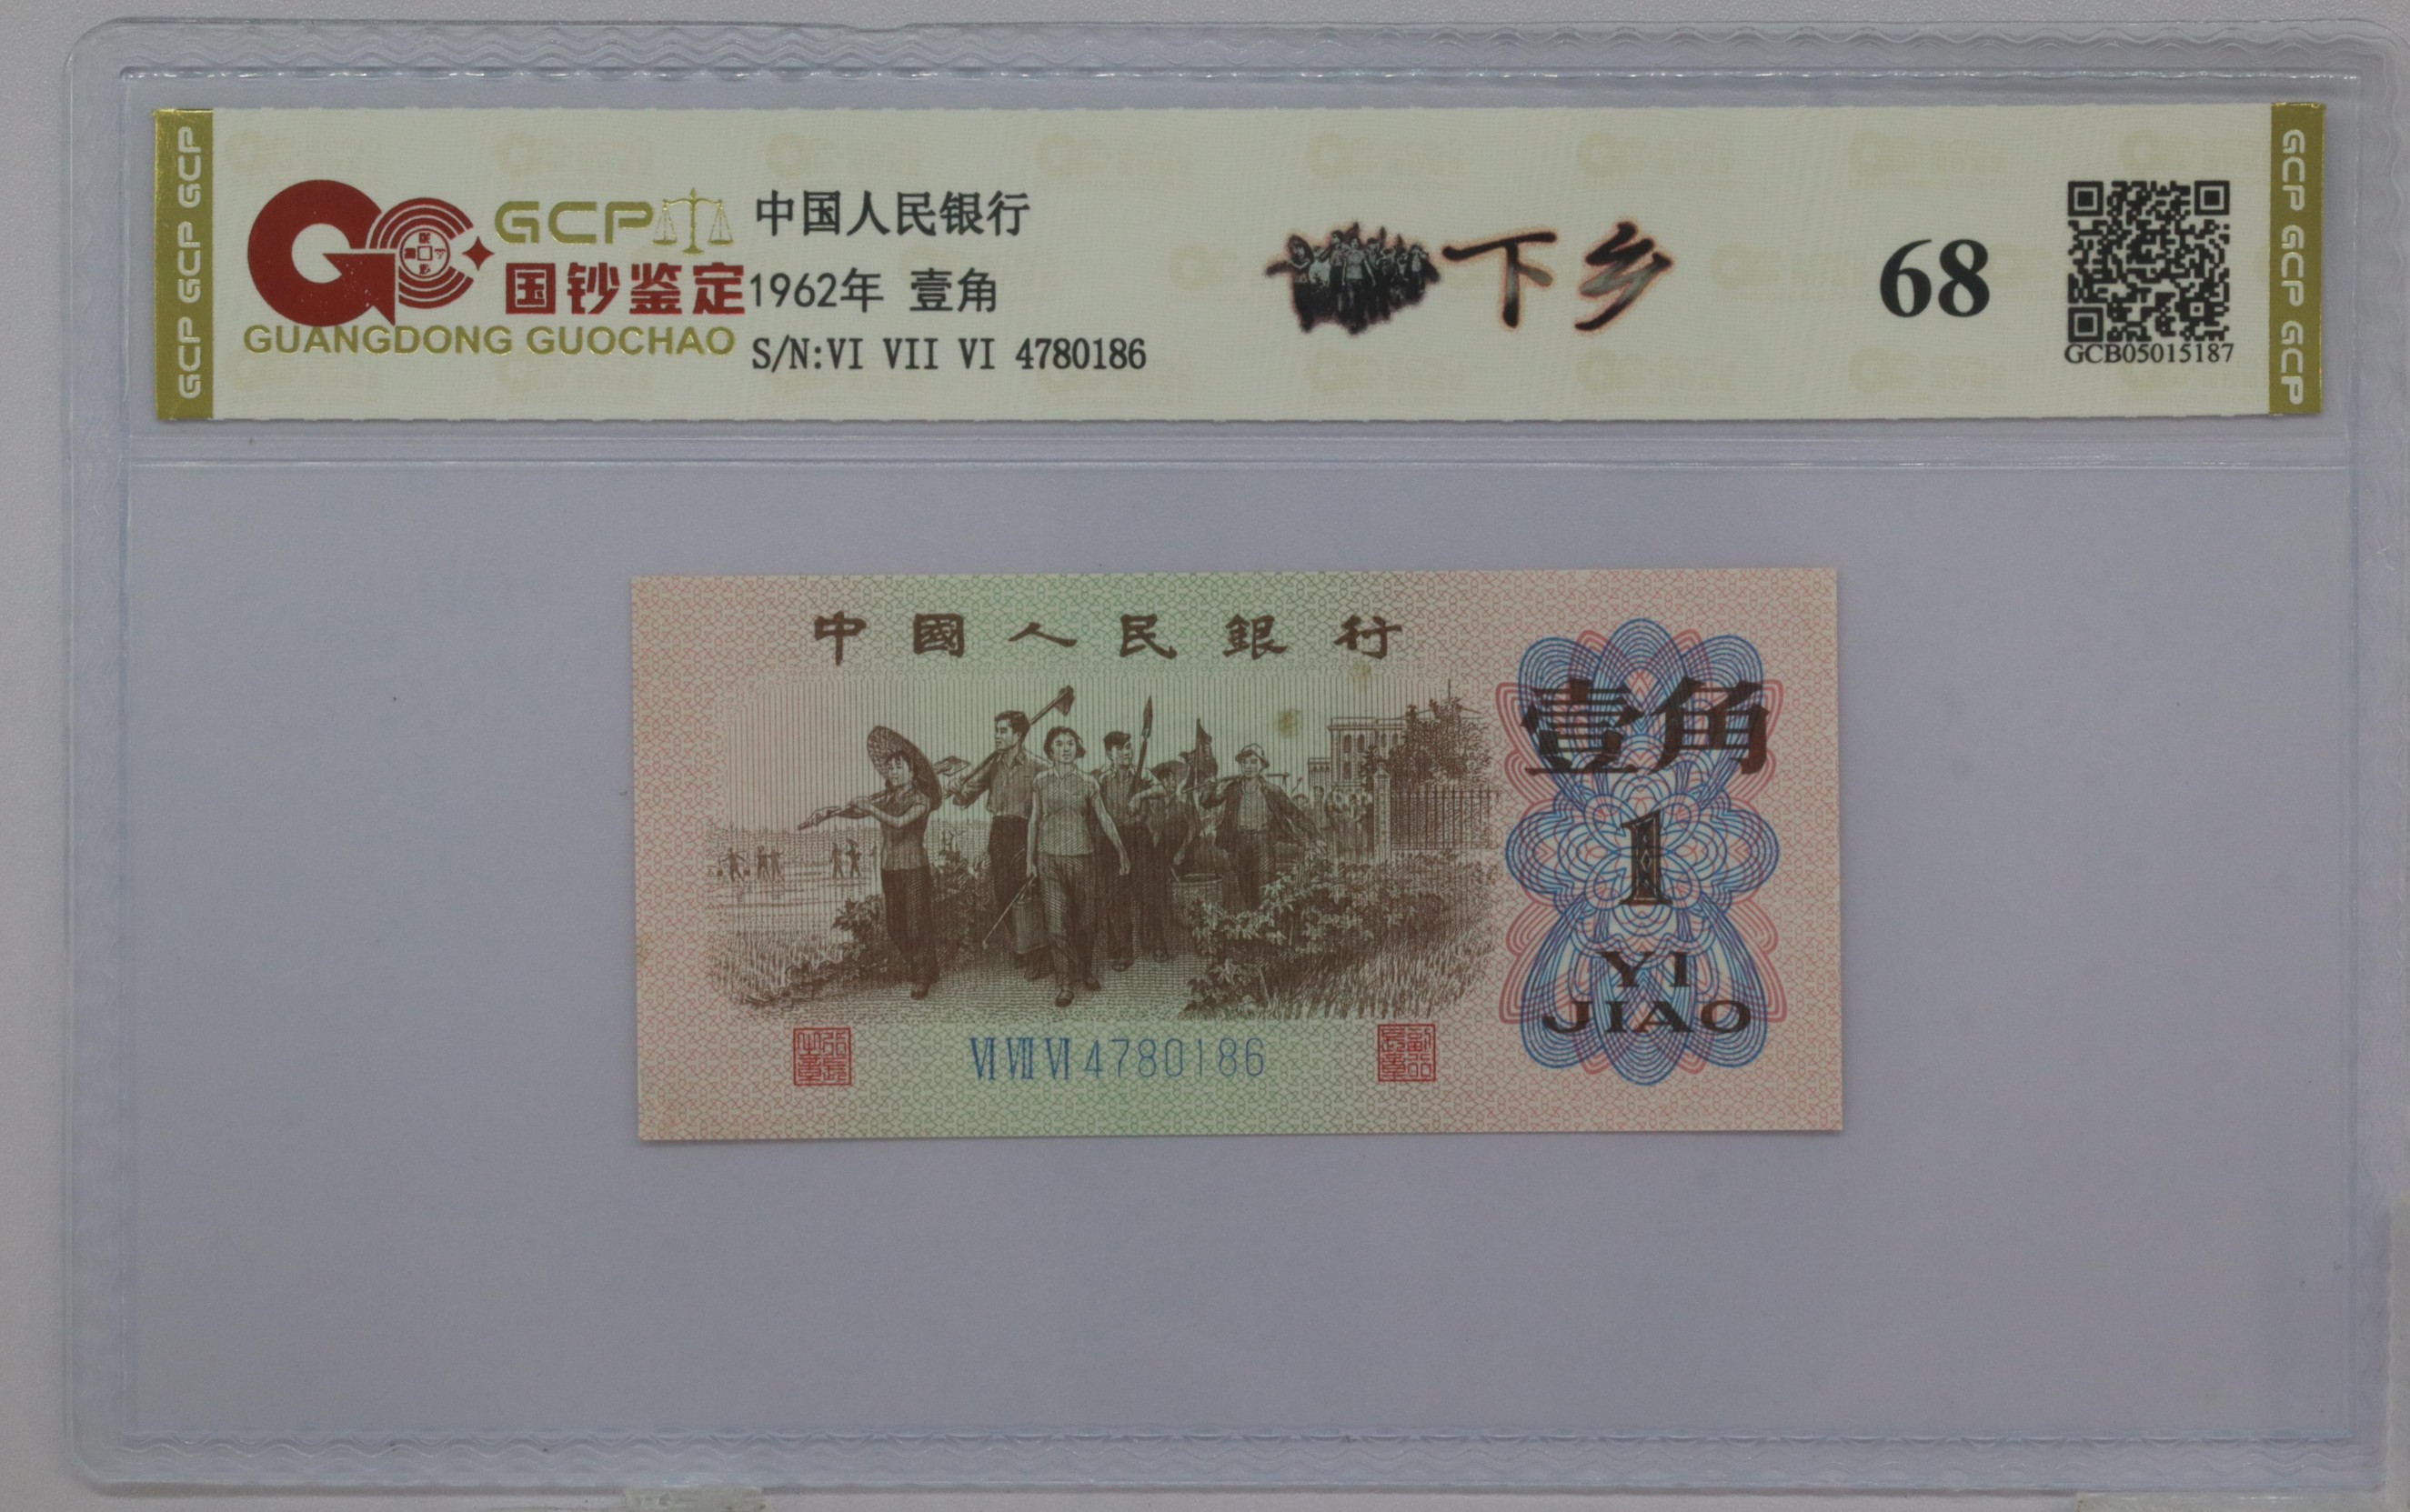 GCP GCP GCP
GCP
国钞鉴定
GUANGDONG GUOCHAO
中国人民银行
1962年 壹角
S/N:VI VII VI 4780186
下乡
68
GCB05015187
GCP GCP GCP
中國人民銀行
壹角
1
YI
JIAO
VI VII VI 4780186